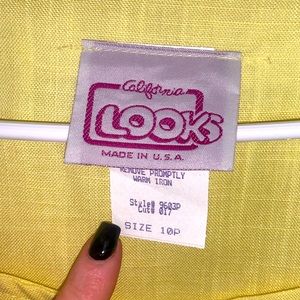 California
LOOKS
MADE IN U.S.A.
REMOVE PROMPTLY
WARM IRON
Style# 9603P
Cut# 017
SIZE 10P